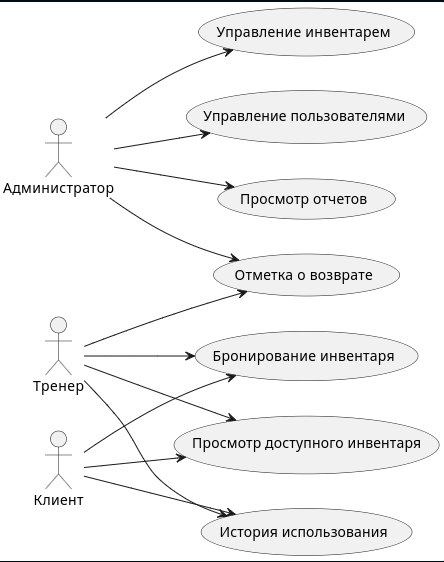 Управление инвентарем
Управление пользователями
Администратор
Просмотр отчетов
Отметка о возврате
Бронирование инвентаря
Тренер
Просмотр доступного инвентаря
Клиент
История использования